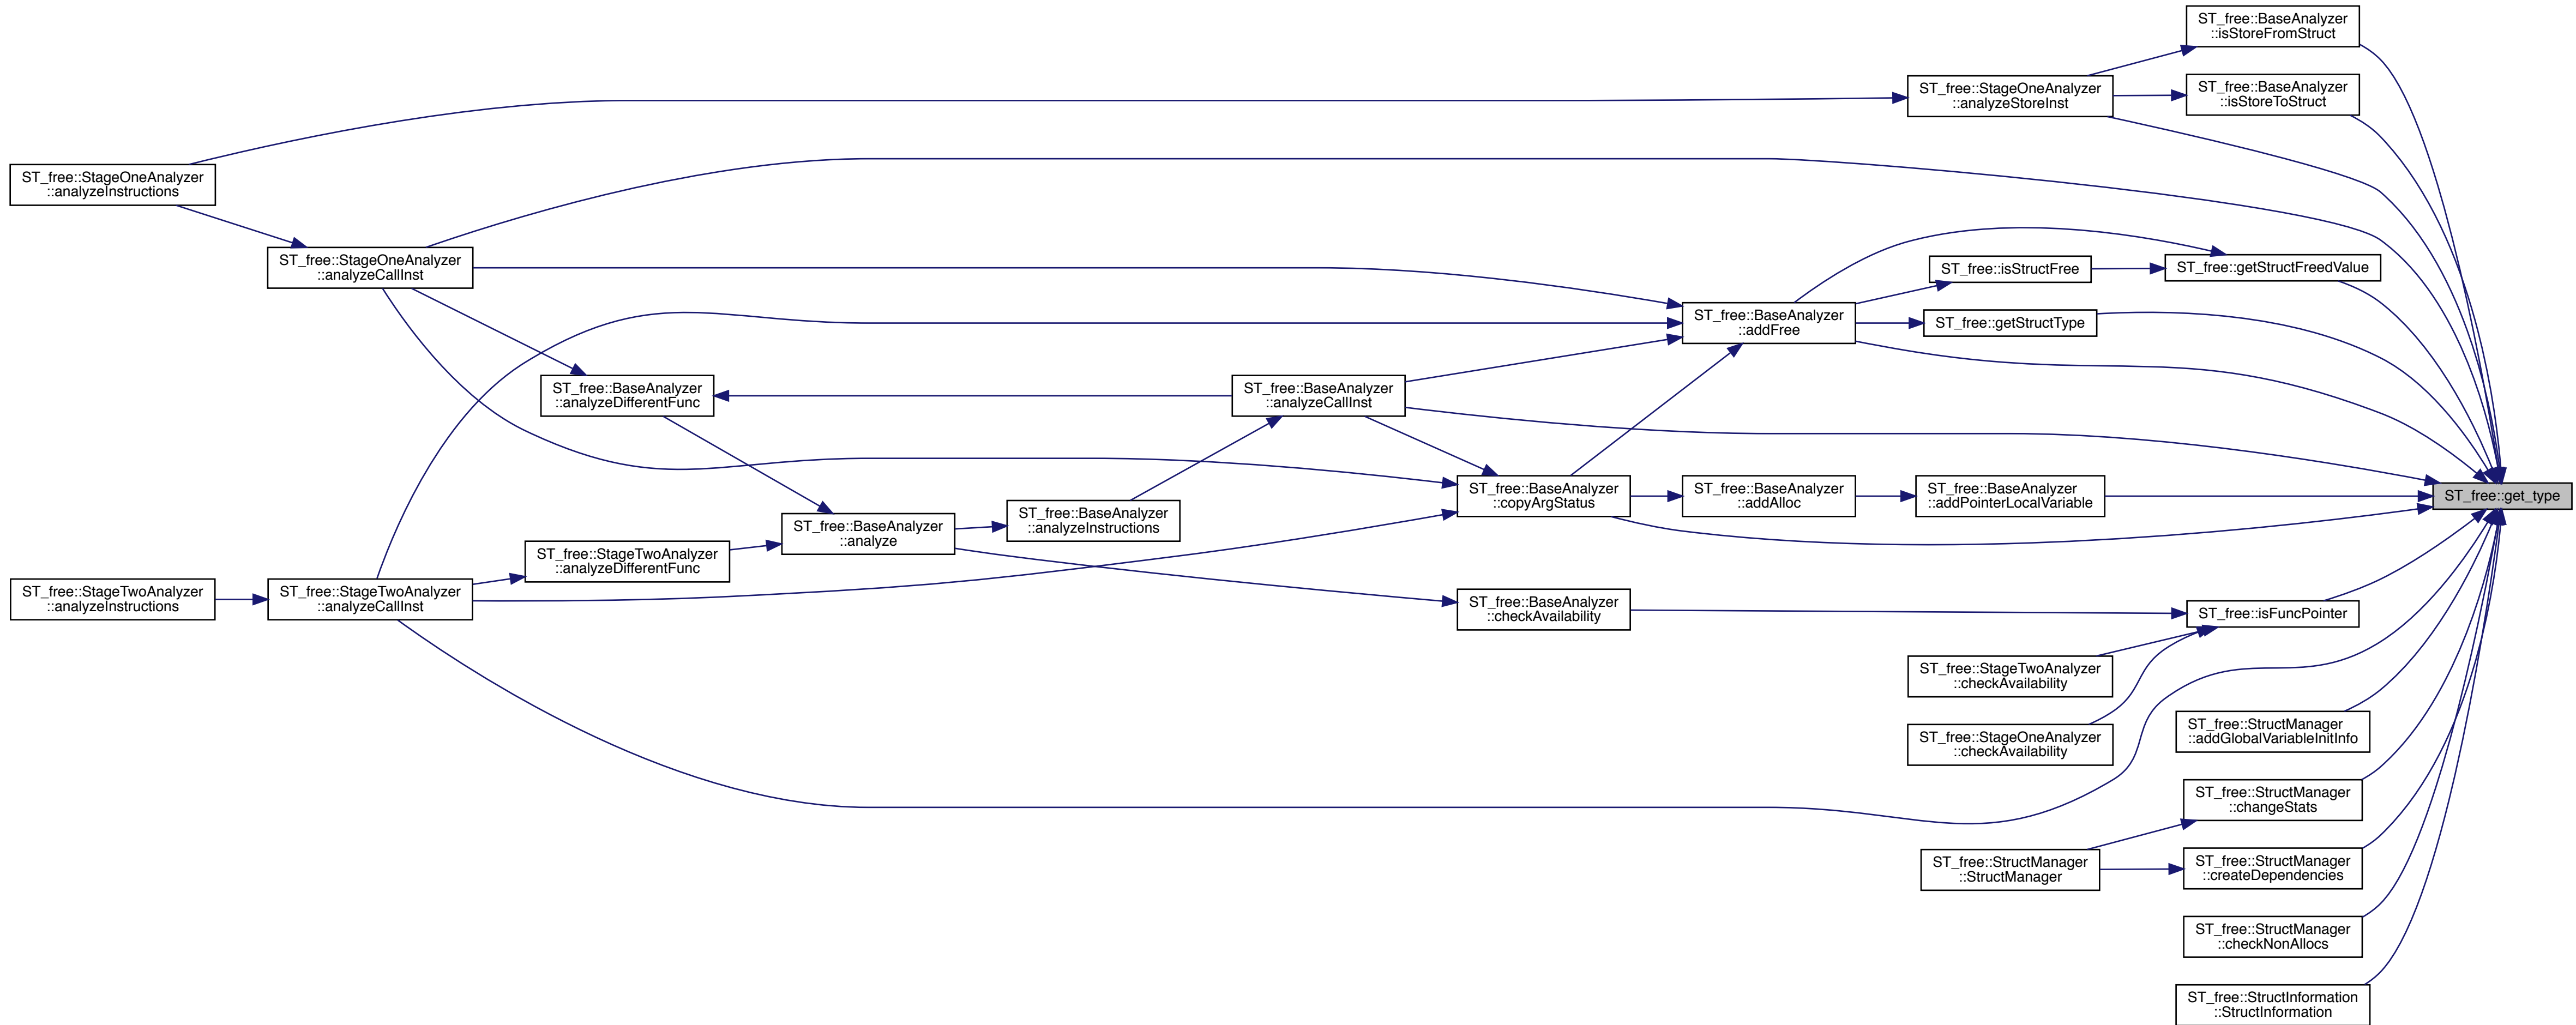 ST_free::BaseAnalyzer
::isStoreFromStruct
ST_free::StageOneAnalyzer
::analyzeStoreInst
ST_free::BaseAnalyzer
::isStoreToStruct
ST_free::StageOneAnalyzer
::analyzeInstructions
ST_free::StageOneAnalyzer
::analyzeCallInst
ST_free::isStructFree
ST_free::getStructFreedValue
ST_free::BaseAnalyzer
::addFree
ST_free::getStructType
ST_free::BaseAnalyzer
::analyzeDifferentFunc
ST_free::BaseAnalyzer
::analyzeCallInst
ST_free::BaseAnalyzer
::copyArgStatus
ST_free::BaseAnalyzer
::addAlloc
ST_free::BaseAnalyzer
::addPointerLocalVariable
ST_free::get_type
ST_free::BaseAnalyzer
::analyzeInstructions
ST_free::BaseAnalyzer
::analyze
ST_free::StageTwoAnalyzer
::analyzeDifferentFunc
ST_free::StageTwoAnalyzer
::analyzeInstructions
ST_free::StageTwoAnalyzer
::analyzeCallInst
ST_free::BaseAnalyzer
::checkAvailability
ST_free::isFuncPointer
ST_free::StageTwoAnalyzer
::checkAvailability
ST_free::StageOneAnalyzer
::checkAvailability
ST_free::StructManager
::addGlobalVariableInitInfo
ST_free::StructManager
::changeStats
ST_free::StructManager
::StructManager
ST_free::StructManager
::createDependencies
ST_free::StructManager
::checkNonAllocs
ST_free::StructInformation
::StructInformation